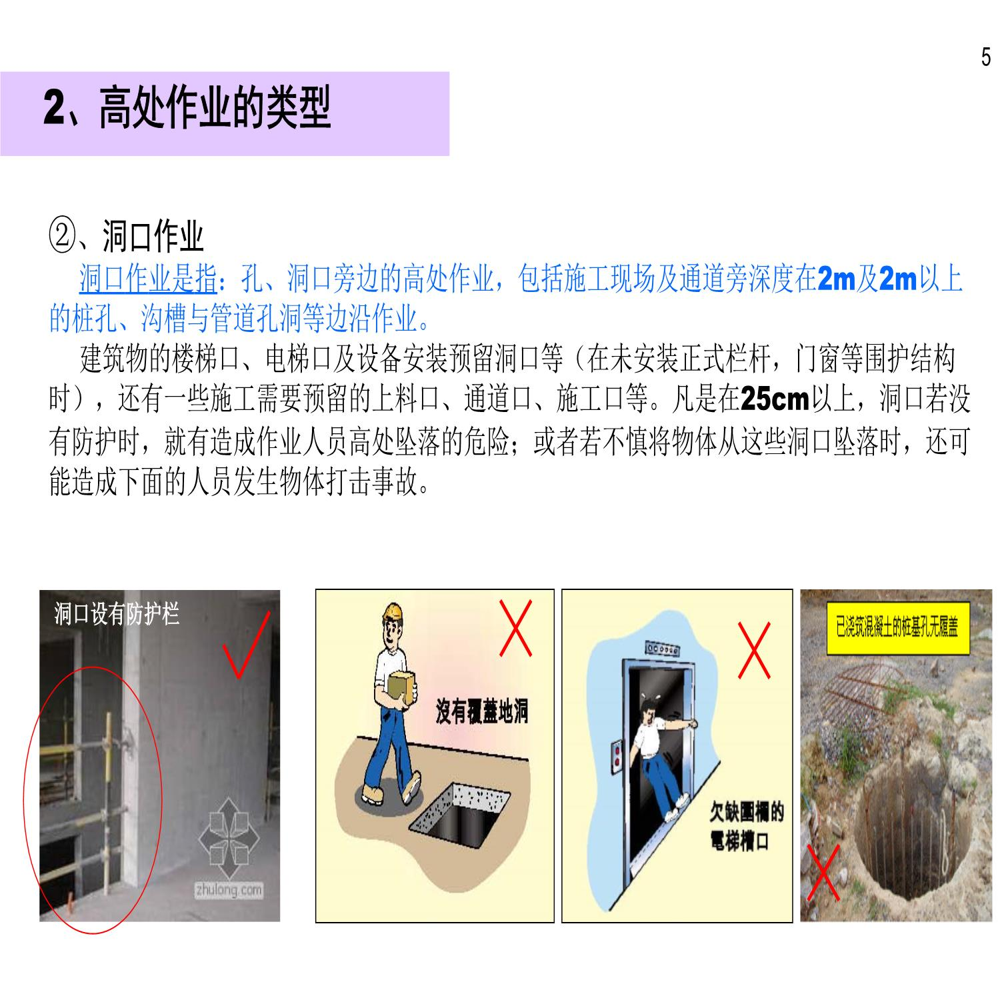 5
2、高处作业的类型
②、洞口作业
洞口作业是指：孔、洞口旁边的高处作业，包括施工现场及通道旁深度在2m及2m以上
的桩孔、沟槽与管道孔洞等边沿作业。
建筑物的楼梯口、电梯口及设备安装预留洞口等（在未安装正式栏杆，门窗等围护结构
时），还有一些施工需要预留的上料口、通道口、施工口等。凡是在25cm以上，洞口若没
有防护时，就有造成作业人员高处坠落的危险；或者若不慎将物体从这些洞口坠落时，还可
能造成下面的人员发生物体打击事故。
洞口设有防护栏
zhulong.com
沒有覆蓋地洞
欠缺圍欄的
電梯槽口
已浇筑混凝土的桩基孔无履盖